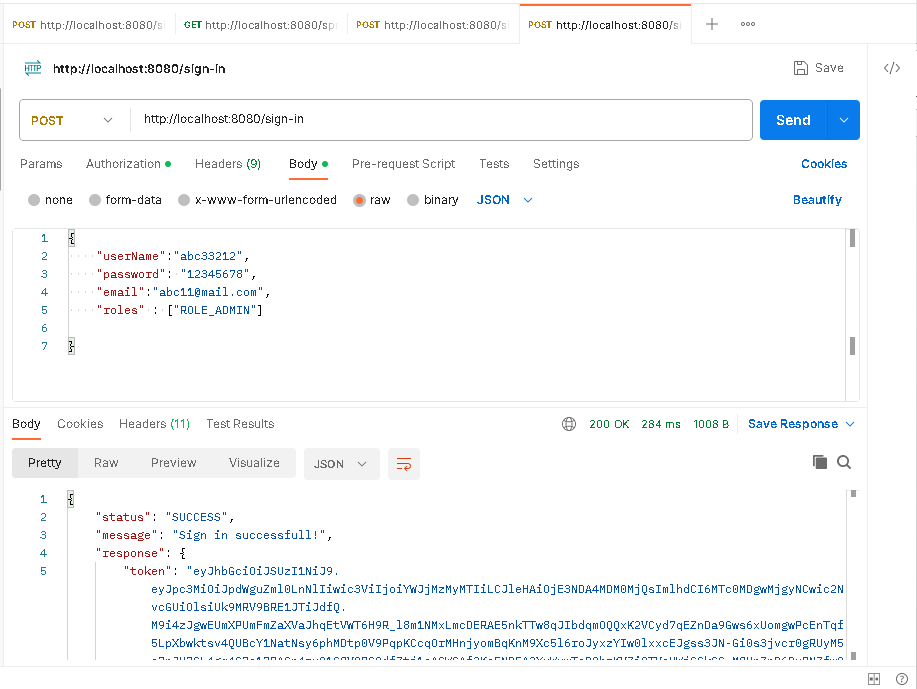 POST http://localhost:8080/si GET http://localhost:8080/spr POST http://localhost:8080/si POST http://localhost:8080/si
HTTP http://localhost:8080/sign-in Save
POST http://localhost:8080/sign-in Send
Params Authorization Headers (9) Body Pre-request Script Tests Settings Cookies
none form-data x-www-form-urlencoded raw binary JSON Beautify
1 {
2 "userName":"abc33212",
3 "password": "12345678",
4 "email":"abc11@mail.com",
5 "roles" : ["ROLE_ADMIN"]
6
7 }
Body Cookies Headers (11) Test Results 200 OK 284 ms 1008 B Save Response
Pretty Raw Preview Visualize JSON
1 {
2 "status": "SUCCESS",
3 "message": "Sign in successfull!",
4 "response": {
5 "token": "eyJhbGciOiJSUzI1NiJ9.